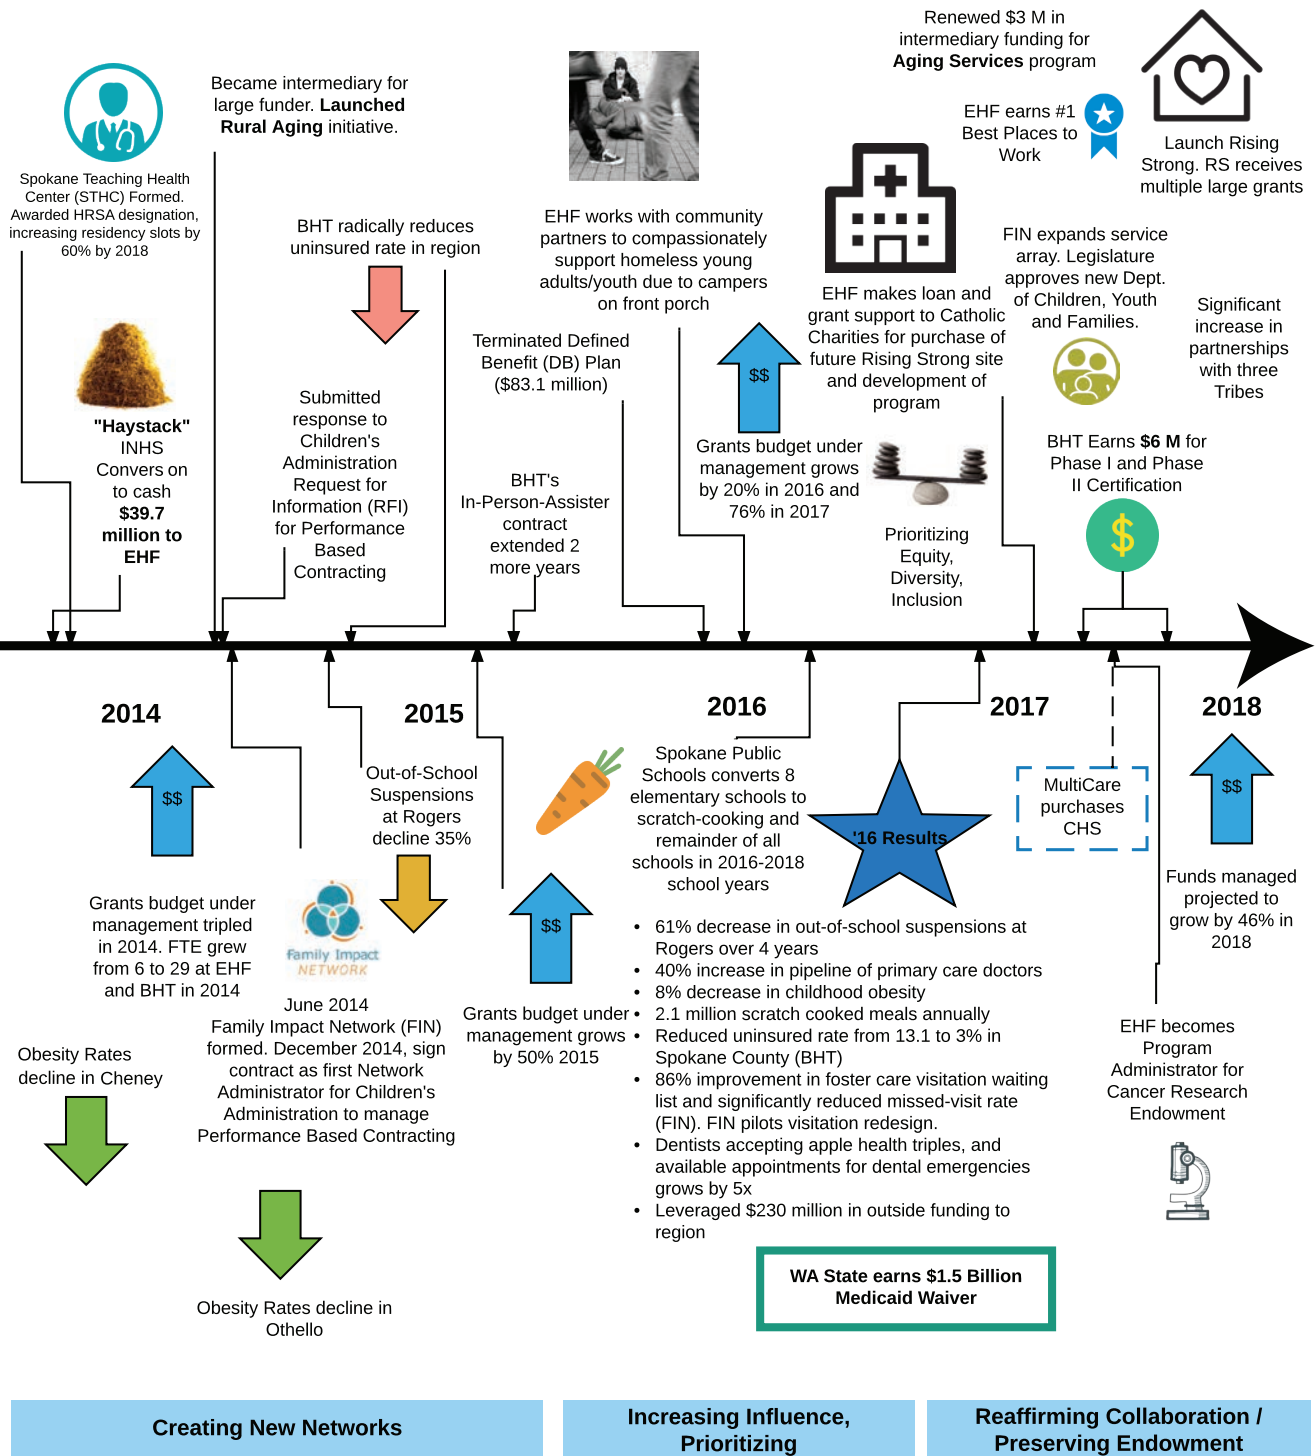 Renewed $3 M in
intermediary funding for
Aging Services program
EHF earns #1
Best Places to
Work
Launch Rising
Strong. RS receives
multiple large grants
Became intermediary for
large funder. Launched
Rural Aging initiative.
Spokane Teaching Health
Center (STHC) Formed.
Awarded HRSA designation,
increasing residency slots by
60% by 2018
BHT radically reduces
uninsured rate in region
EHF works with community
partners to compassionately
support homeless young
adults/youth due to campers
on front porch
FIN expands service
array. Legislature
approves new Dept.
of Children, Youth
and Families.
EHF makes loan and
grant support to Catholic
Charities for purchase of
future Rising Strong site
and development of
program
Significant
increase in
partnerships
with three
Tribes
Terminated Defined
Benefit (DB) Plan
($83.1 million)
$$
Grants budget under
management grows
by 20% in 2016 and
76% in 2017
"Haystack"
INHS
Convers on
to cash
$39.7
million to
EHF
Submitted
response to
Children's
Administration
Request for
Information (RFI)
for Performance
Based
Contracting
BHT's
In-Person-Assister
contract
extended 2
more years
Prioritizing
Equity,
Diversity,
Inclusion
BHT Earns $6 M for
Phase I and Phase
II Certification
$
2014
2015
2016
2017
2018
$$
Grants budget under
management tripled
in 2014. FTE grew
from 6 to 29 at EHF
and BHT in 2014
Out-of-School
Suspensions
at Rogers
decline 35%
Family Impact
NETWORK
June 2014
Family Impact Network (FIN)
formed. December 2014, sign
contract as first Network
Administrator for Children's
Administration to manage
Performance Based Contracting
$$
Grants budget under
management grows
by 50% 2015
Spokane Public
Schools converts 8
elementary schools to
scratch-cooking and
remainder of all
schools in 2016-2018
school years
'16 Results
• 61% decrease in out-of-school suspensions at
Rogers over 4 years
• 40% increase in pipeline of primary care doctors
• 8% decrease in childhood obesity
• 2.1 million scratch cooked meals annually
• Reduced uninsured rate from 13.1 to 3% in
Spokane County (BHT)
• 86% improvement in foster care visitation waiting
list and significantly reduced missed-visit rate
(FIN). FIN pilots visitation redesign.
• Dentists accepting apple health triples, and
available appointments for dental emergencies
grows by 5x
• Leveraged $230 million in outside funding to
region
MultiCare
purchases
CHS
$$
Funds managed
projected to
grow by 46% in
2018
EHF becomes
Program
Administrator for
Cancer Research
Endowment
Obesity Rates
decline in Cheney
Obesity Rates decline in
Othello
WA State earns $1.5 Billion
Medicaid Waiver
Creating New Networks
Increasing Influence,
Prioritizing
Reaffirming Collaboration /
Preserving Endowment